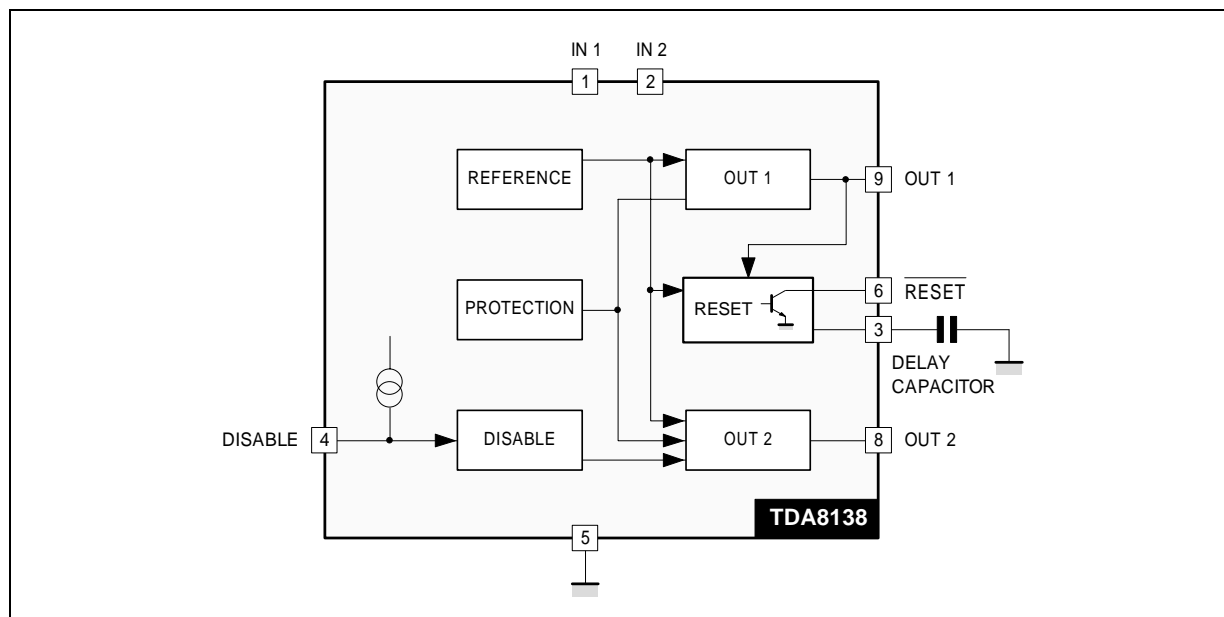 IN 1 IN 2
1 2
REFERENCE OUT 1 9 OUT 1
6 RESET
PROTECTION RESET
3
DELAY
CAPACITOR
DISABLE 4 DISABLE OUT 2 8 OUT 2
TDA8138
5